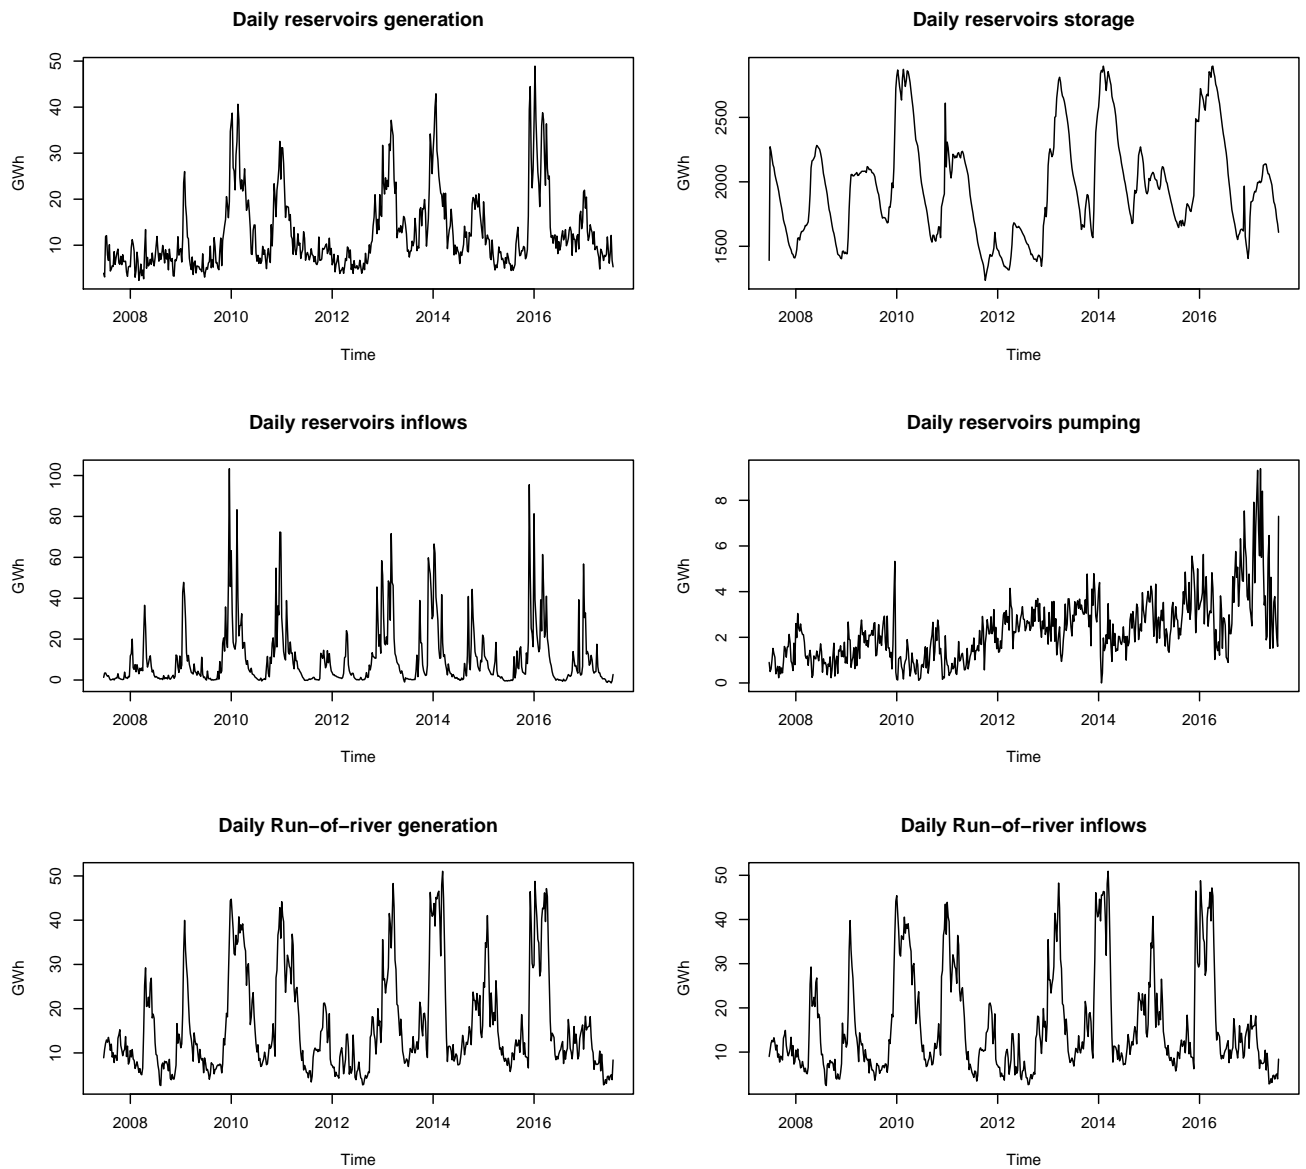 Daily reservoirs generation
GWh
10 20 30 40 50
2008 2010 2012 2014 2016
Time
Daily reservoirs storage
GWh
1500 2000 2500
2008 2010 2012 2014 2016
Time
Daily reservoirs inflows
GWh
0 20 40 60 80 100
2008 2010 2012 2014 2016
Time
Daily reservoirs pumping
GWh
0 2 4 6 8
2008 2010 2012 2014 2016
Time
Daily Run−of−river generation
GWh
10 20 30 40 50
2008 2010 2012 2014 2016
Time
Daily Run−of−river inflows
GWh
10 20 30 40 50
2008 2010 2012 2014 2016
Time